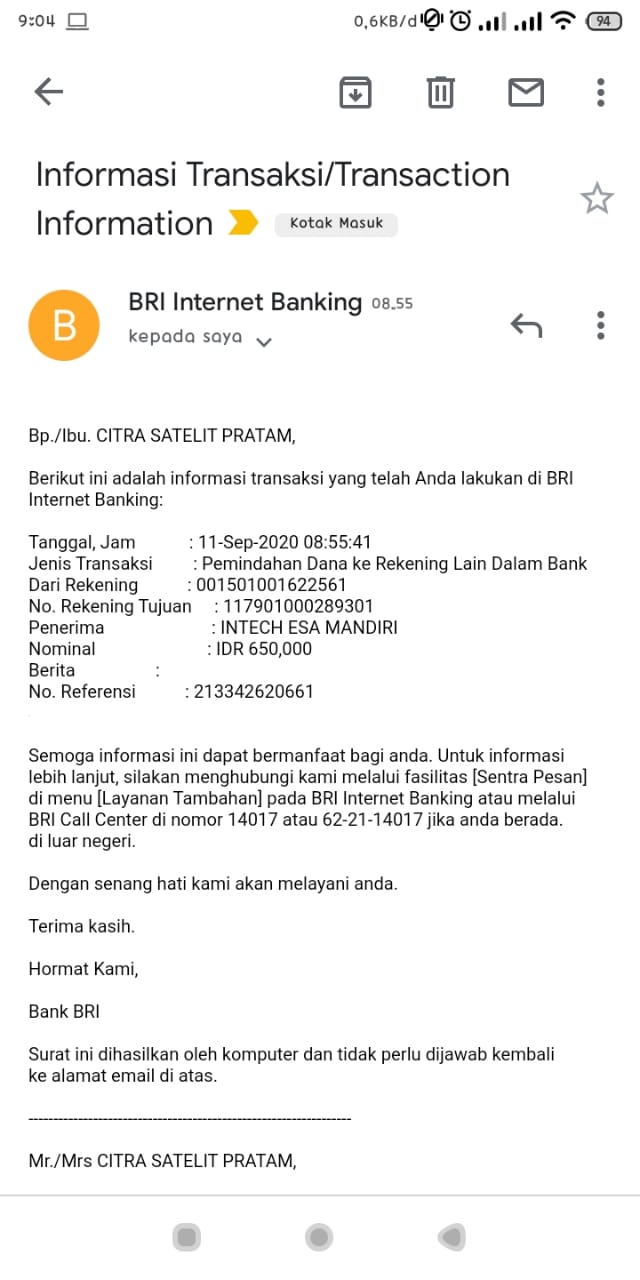 9:04
0,6KB/d
94
Informasi Transaksi/Transaction
Information
Kotak Masuk
B
BRI Internet Banking 08.55
kepada saya
Bp./Ibu. CITRA SATELIT PRATAM,
Berikut ini adalah informasi transaksi yang telah Anda lakukan di BRI
Internet Banking:
Tanggal, Jam : 11-Sep-2020 08:55:41
Jenis Transaksi : Pemindahan Dana ke Rekening Lain Dalam Bank
Dari Rekening : 001501001622561
No. Rekening Tujuan : 117901000289301
Penerima : INTECH ESA MANDIRI
Nominal : IDR 650,000
Berita :
No. Referensi : 213342620661
Semoga informasi ini dapat bermanfaat bagi anda. Untuk informasi
lebih lanjut, silakan menghubungi kami melalui fasilitas [Sentra Pesan]
di menu [Layanan Tambahan] pada BRI Internet Banking atau melalui
BRI Call Center di nomor 14017 atau 62-21-14017 jika anda berada.
di luar negeri.
Dengan senang hati kami akan melayani anda.
Terima kasih.
Hormat Kami,
Bank BRI
Surat ini dihasilkan oleh komputer dan tidak perlu dijawab kembali
ke alamat email di atas.
-----------------------------------------------------------------
Mr./Mrs CITRA SATELIT PRATAM,